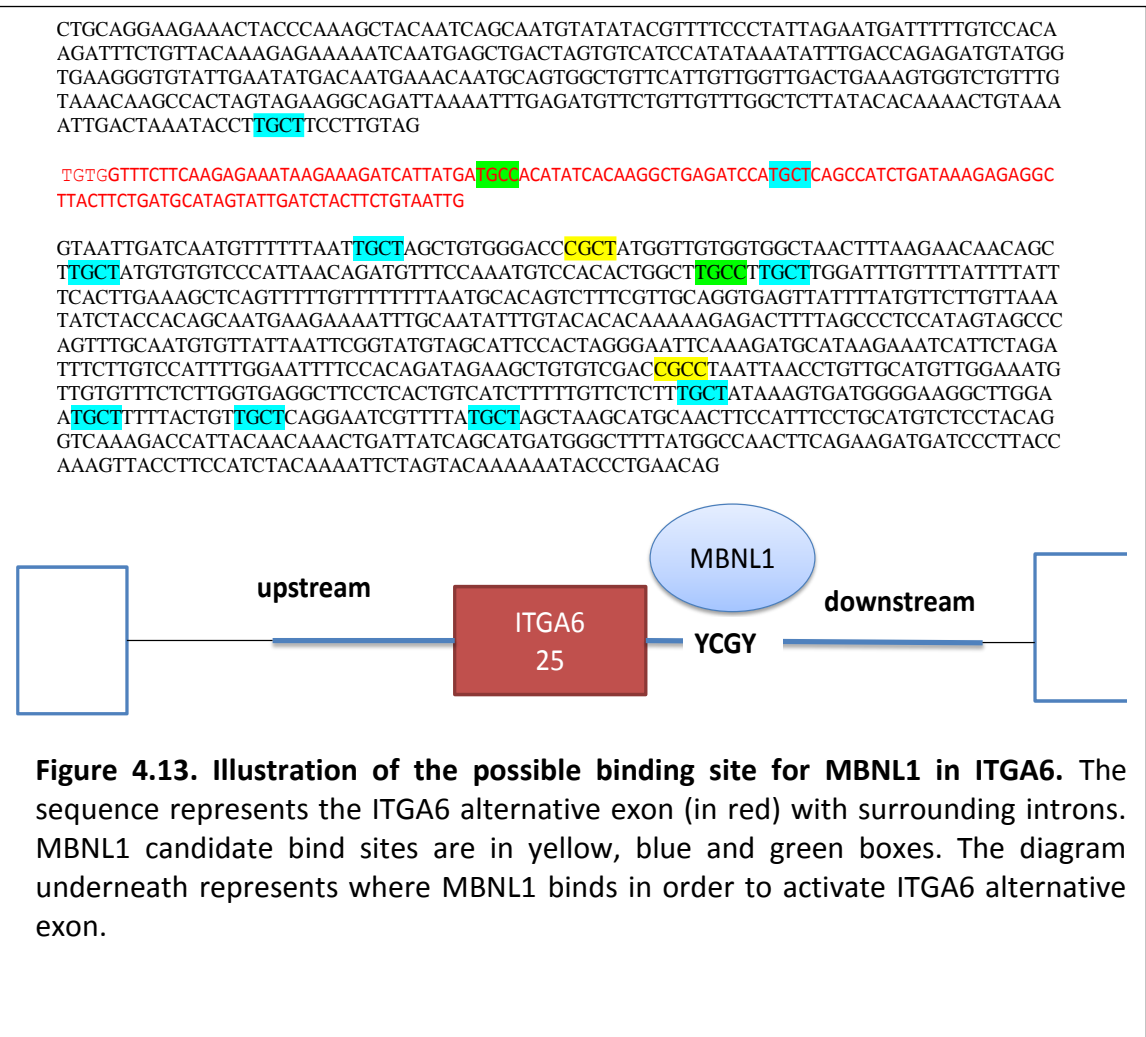 CTGCAGGAAGAAACTACCCAAAGCTACAATCAGCAATGTATATACGTTTTCCCTATTAGAATGATTTTTGTCCACA
AGATTTCTGTTACAAAGAGAAAAATCAATGAGCTGACTAGTGTCATCCATATAAATATTTGACCAGAGATGTATGG
TGAAGGGTGTATTGAATATGACAATGAAACAATGCAGTGGCTGTTCATTGTTGGTTGACTGAAAGTGGTCTGTTTG
TAAACAAGCCACTAGTAGAAGGCAGATTAAAATTTGAGATGTTCTGTTGTTTGGCTCTTATACACAAAACTGTAAA
ATTGACTAAATACCTTGCTTCCTTGTAG
TGTGGTTTCTTCAAGAGAAATAAGAAAGATCATTATGATGCCACATATCACAAGGCTGAGATCCATGCTCAGCCATCTGATAAAGAGAGGC
TTACTTCTGATGCATAGTATTGATCTACTTCTGTAATTG
GTAATTGATCAATGTTTTTTAATTGCTAGCTGTGGGACCCGCTATGGTTGTGGTGGCTAACTTTAAGAACAACAGC
TTGCTATGTGTGTCCCATTAACAGATGTTTCCAAATGTCCACACTGGCTTTGCCTTGCTTGGATTTGTTTTATTTTATT
TCACTTGAAAGCTCAGTTTTTGTTTTTTTTTAATGCACAGTCTTTCGTTGCAGGTGAGTTATTTTATGTTCTTGTTAAA
TATCTACCACAGCAATGAAGAAAATTTGCAATATTTGTACACACAAAAAGAGACTTTTAGCCCTCCATAGTAGCCC
AGTTTGCAATGTGTTATTAATTCGGTATGTAGCATTCCACTAGGGAATTCAAAGATGCATAAGAAATCATTCTAGA
TTTCTTGTCCATTTTGGAATTTTCCACAGATAGAAGCTGTGTCGACCGCCTAATTAACCTGTTGCATGTTGGAAATG
TTGTGTTTCTCTTGGTGAGGCTTCCTCACTGTCATCTTTTTGTTCTCTTTGCTATAAAGTGATGGGGAAGGCTTGGA
ATGCTTTTTACTGTTGCTCAGGAATCGTTTTATGCTAGCTAAGCATGCAACTTCCATTTCCTGCATGTCTCCTACAG
GTCAAAGACCATTACAACAAACTGATTATCAGCATGATGGGCTTTTATGGCCAACTTCAGAAGATGATCCCTTACC
AAAGTTACCTTCCATCTACAAAATTCTAGTACAAAAAATACCCTGAACAG
MBNL1
upstream
downstream
ITGA6
25
YCGY
Figure 4.13. Illustration of the possible binding site for MBNL1 in ITGA6. The
sequence represents the ITGA6 alternative exon (in red) with surrounding introns.
MBNL1 candidate bind sites are in yellow, blue and green boxes. The diagram
underneath represents where MBNL1 binds in order to activate ITGA6 alternative
exon.